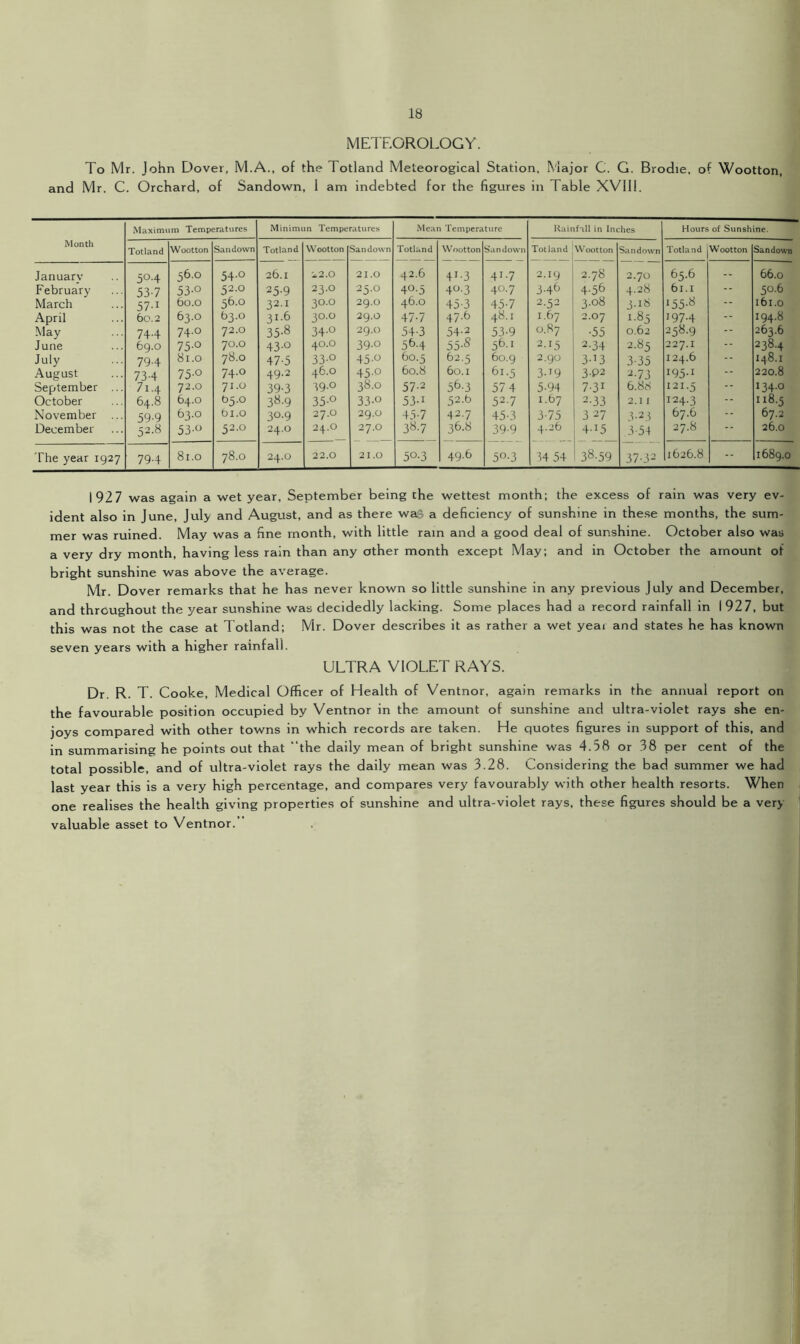 18
METEOROLOGY.
To Mr. John Dover, M.A., of the Totland Meteorogical Station, Major C. G. Brodie, of Wootton,
and Mr. C. Orchard, of Sandown, I am indebted for the figures in Table XVIII.
Month Maximum Temperatures Minimun Temperatures Mean Temperature Rainfall in Inches Hours of Sunshine.
Totland Wootton Sandown Totland Wootton Sandown Totland Wootton Sandown Totland Wootton Sandown Totland Wootton Sandown
January .. 50.4 56.0 54.0 26.1 22.0 21.0 42.6 41.3 41.7 2.19 2.78 2.70 65.6 -- 66.0
February ... 53.7 53.0 52.0 25.9 23.0 25.0 40.5 40.3 40.7 3.46 4.56 4.28 61.1 -- 50.6
March ... 57.1 60.0 56.0 32.1 30.0 29.0 46.0 45.3 45.7 2.52 3.08 3.18 155.8 -- 161.0
April ... 60.2 63.0 63.0 31.6 30.0 29.0 47.7 47.6 48.1 1.67 2.07 1.85 197.4 -- 194.8
May ... 74.4 74.0 72.0 35.8 34.0 29.0 54.3 54.2 53.9 0.87 .55 0.62 258.9 -- 263.6
June ... 69.0 75.0 70.0 43.0 40.0 39.0 56.4 55.8 56.1 2.15 2.34 2.85 227.1 -- 238.4
July ... 79.4 81.0 78.0 47.5 33.0 45.0 60.5 62.5 60.9 2.90 3.13 3.35 124.6 -- 148.1
August ... 73.4 75.0 74.0 49.2 46.0 45.0 60.8 60.1 61.5 3.19 3.02 2.73 195.1 -- 220.8
September ... 71.4 72.0 71.0 39.3 39.0 38.0 57.2 56.3 57 4 5.94 7.31 6.88 121.5 -- 134.0
October ... 64.8 64.0 65.0 38.9 35.0 33.0 53.1 52.6 52.7 1.67 2.33 2.11 124.3 -- 118.5
November ... 59.9 63.0 61.0 30.9 27.0 29.0 45.7 42.7 45.3 3.75 3 27 3.23 67.6 -- 67.2
December ... 52.8 53.0 52.0 24.0 24.0 27.0 38.7 36.8 39.9 4.26 4.15 3 54 27.8 -- 26.0
The year 1927 79.4 81.0 78.0 24.0 22.0 21.0 50.3 49.6 50.3 34 54 38.59 37.32 1626.8 -- 1689.0
1927 was again a wet year, September being the wettest month; the excess of rain was very ev-
ident also in June, July and August, and as there was a deficiency of sunshine in these months, the sum-
mer was ruined. May was a fine month, with little rain and a good deal of sunshine. October also was
a very dry month, having less rain than any other month except May; and in October the amount of
bright sunshine was above the average.
Mr. Dover remarks that he has never known so little sunshine in any previous July and December,
and throughout the year sunshine was decidedly lacking. Some places had a record rainfall in 1927, but
this was not the case at Totland; Mr. Dover describes it as rather a wet year and states he has known
seven years with a higher rainfall.
ULTRA VIOLET RAYS.
Dr. R. T. Cooke, Medical Officer of Health of Ventnor, again remarks in the annual report on
the favourable position occupied by Ventnor in the amount of sunshine and ultra-violet rays she en-
joys compared with other towns in which records are taken. He quotes figures in support of this, and
in summarising he points out that "the daily mean of bright sunshine was 4.58 or 38 per cent of the
total possible, and of ultra-violet rays the daily mean was 3.28. Considering the bad summer we had
last year this is a very high percentage, and compares very favourably with other health resorts. When
one realises the health giving properties of sunshine and ultra-violet rays, these figures should be a very
valuable asset to Ventnor."